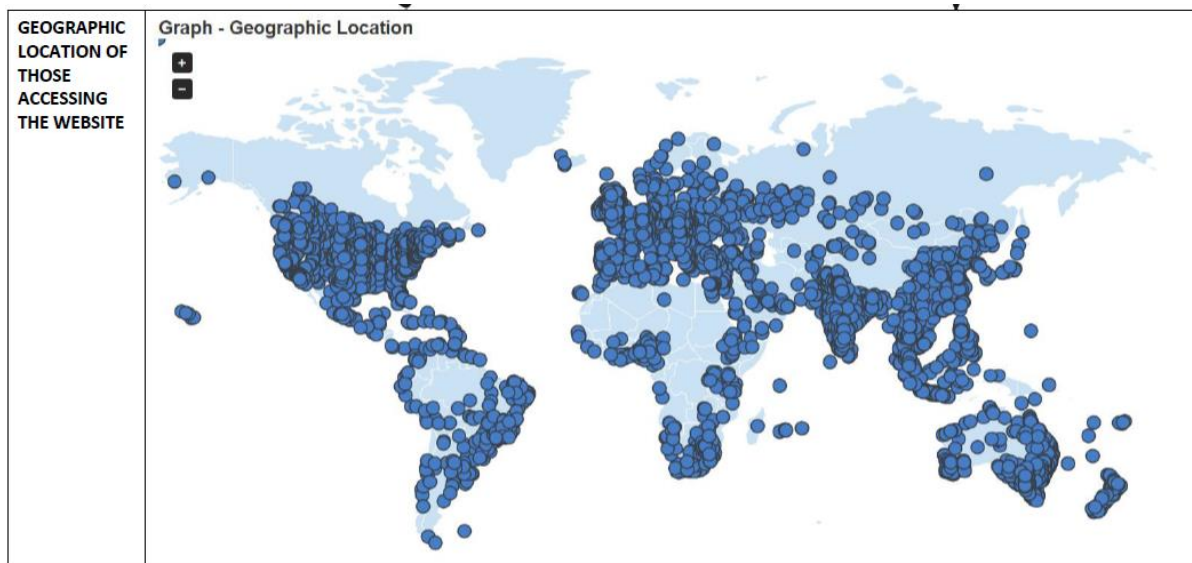 GEOGRAPHIC
LOCATION OF
THOSE
ACCESSING
THE WEBSITE
Graph - Geographic Location
+
−